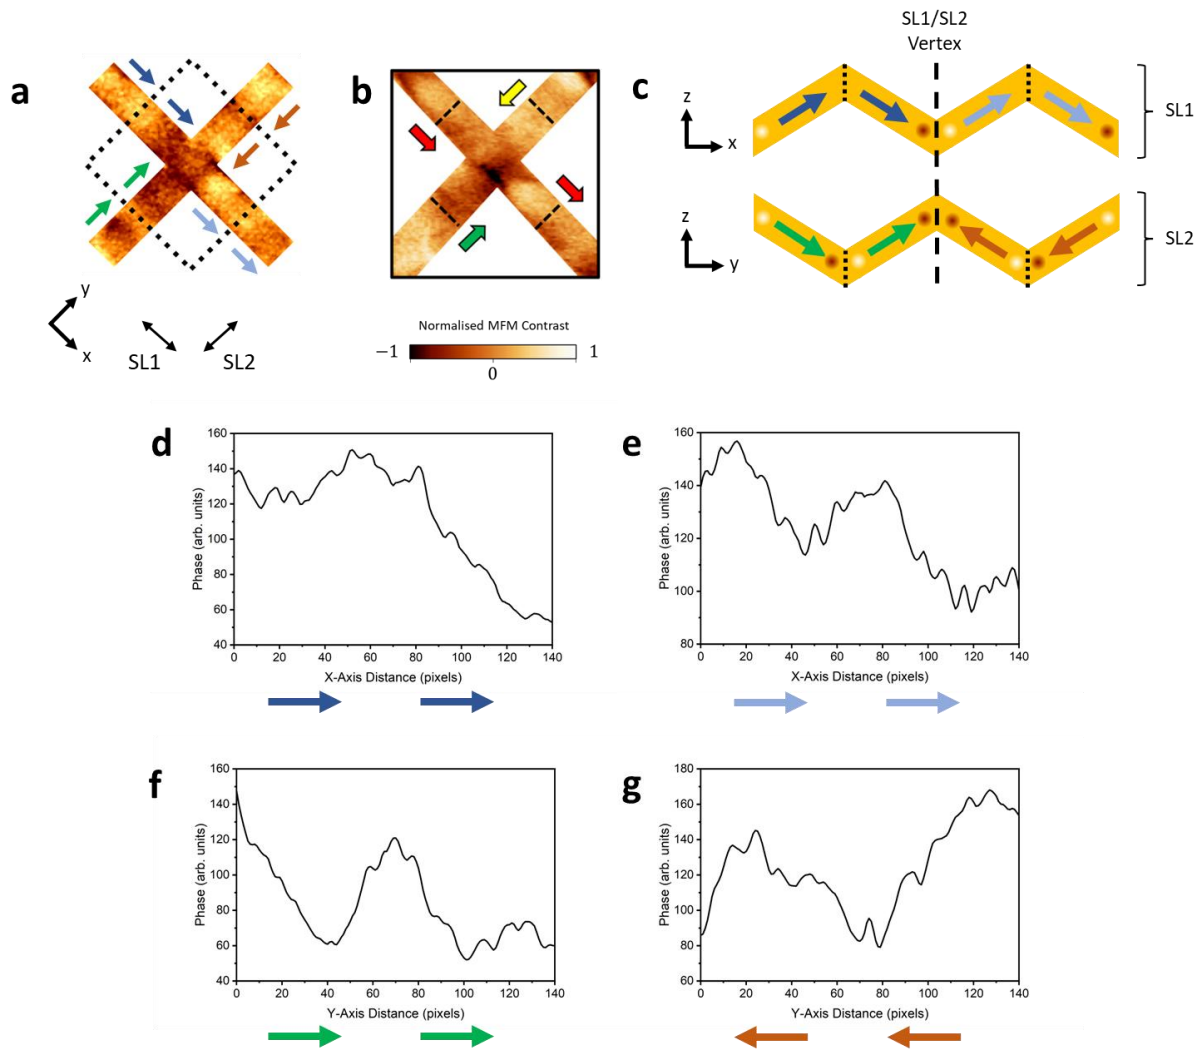 SL1/SL2
Vertex
a
b
c
z
x
SL1
z
y
SL2
y
x
SL1
SL2
Normalised MFM Contrast
−1
1
0
d
160
140
120
100
80
60
40
0
20
40
60
80
100
120
140
Phase (arb. units)
X-Axis Distance (pixels)
e
160
140
120
100
80
0
20
40
60
80
100
120
140
Phase (arb. units)
X-Axis Distance (pixels)
f
160
140
120
100
80
60
40
0
20
40
60
80
100
120
140
Phase (arb. units)
Y-Axis Distance (pixels)
g
180
160
140
120
100
80
60
0
20
40
60
80
100
120
140
Phase (arb. units)
Y-Axis Distance (pixels)